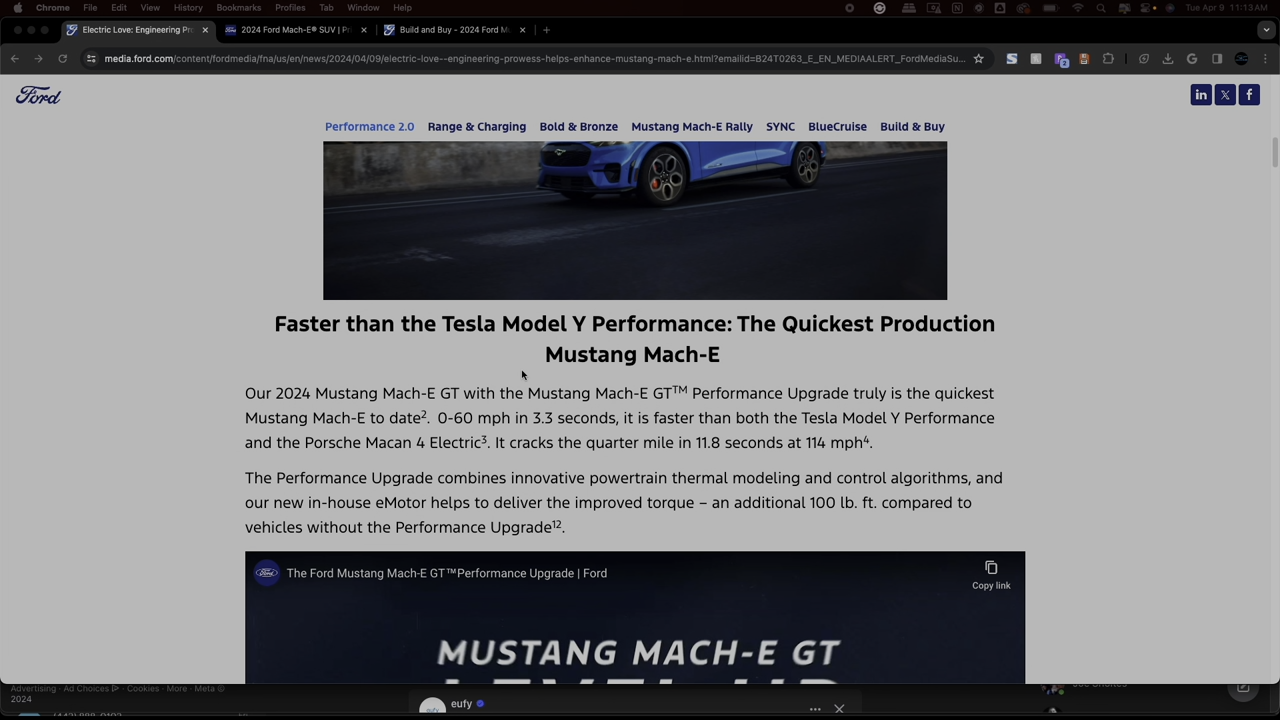 Chrome File Edit View History Bookmarks Profiles Tab Window Help Tue Apr 9 11:13 AM
Electric Love: Engineering Pr 2024 Ford Mach-E® SUV | Pr Build and Buy – 2024 Ford M
media.ford.com/content/fordmedia/fna/us/en/news/2024/04/09/electric-love--engineering-prowess-helps-enhance-mustang-mach-e.html?emailid=B24T0263_E_EN_MEDIAALERT_FordMediaSu...
Ford
Performance 2.0 Range & Charging Bold & Bronze Mustang Mach-E Rally SYNC BlueCruise Build & Buy
Faster than the Tesla Model Y Performance: The Quickest Production
Mustang Mach-E
Our 2024 Mustang Mach-E GT with the Mustang Mach-E GT™ Performance Upgrade truly is the quickest
Mustang Mach-E to date². 0-60 mph in 3.3 seconds, it is faster than both the Tesla Model Y Performance
and the Porsche Macan 4 Electric³. It cracks the quarter mile in 11.8 seconds at 114 mph⁴.
The Performance Upgrade combines innovative powertrain thermal modeling and control algorithms, and
our new in-house eMotor helps to deliver the improved torque – an additional 100 lb. ft. compared to
vehicles without the Performance Upgrade¹².
Ford The Ford Mustang Mach-E GT™Performance Upgrade | Ford
Copy link
MUSTANG MACH-E GT
Advertising · Ad Choices · Cookies · More · Meta ©
2024
eufy